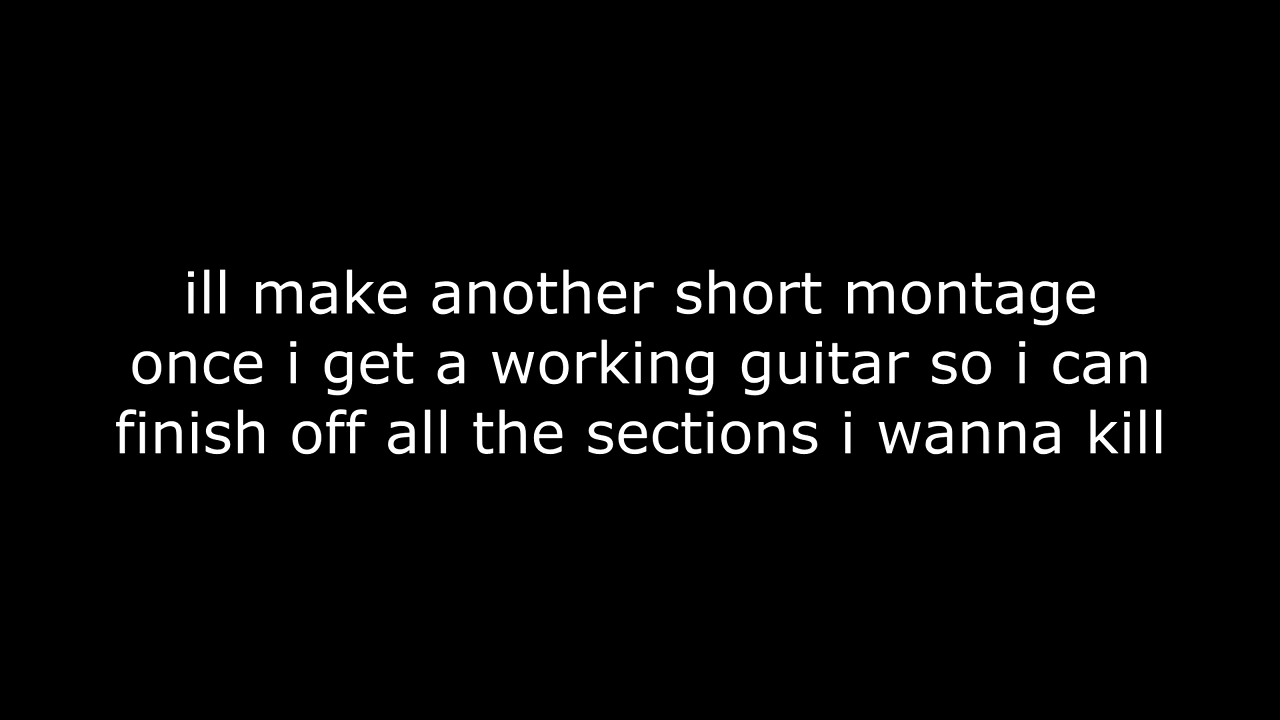 ill make another short montage
once i get a working guitar so i can
finish off all the sections i wanna kill